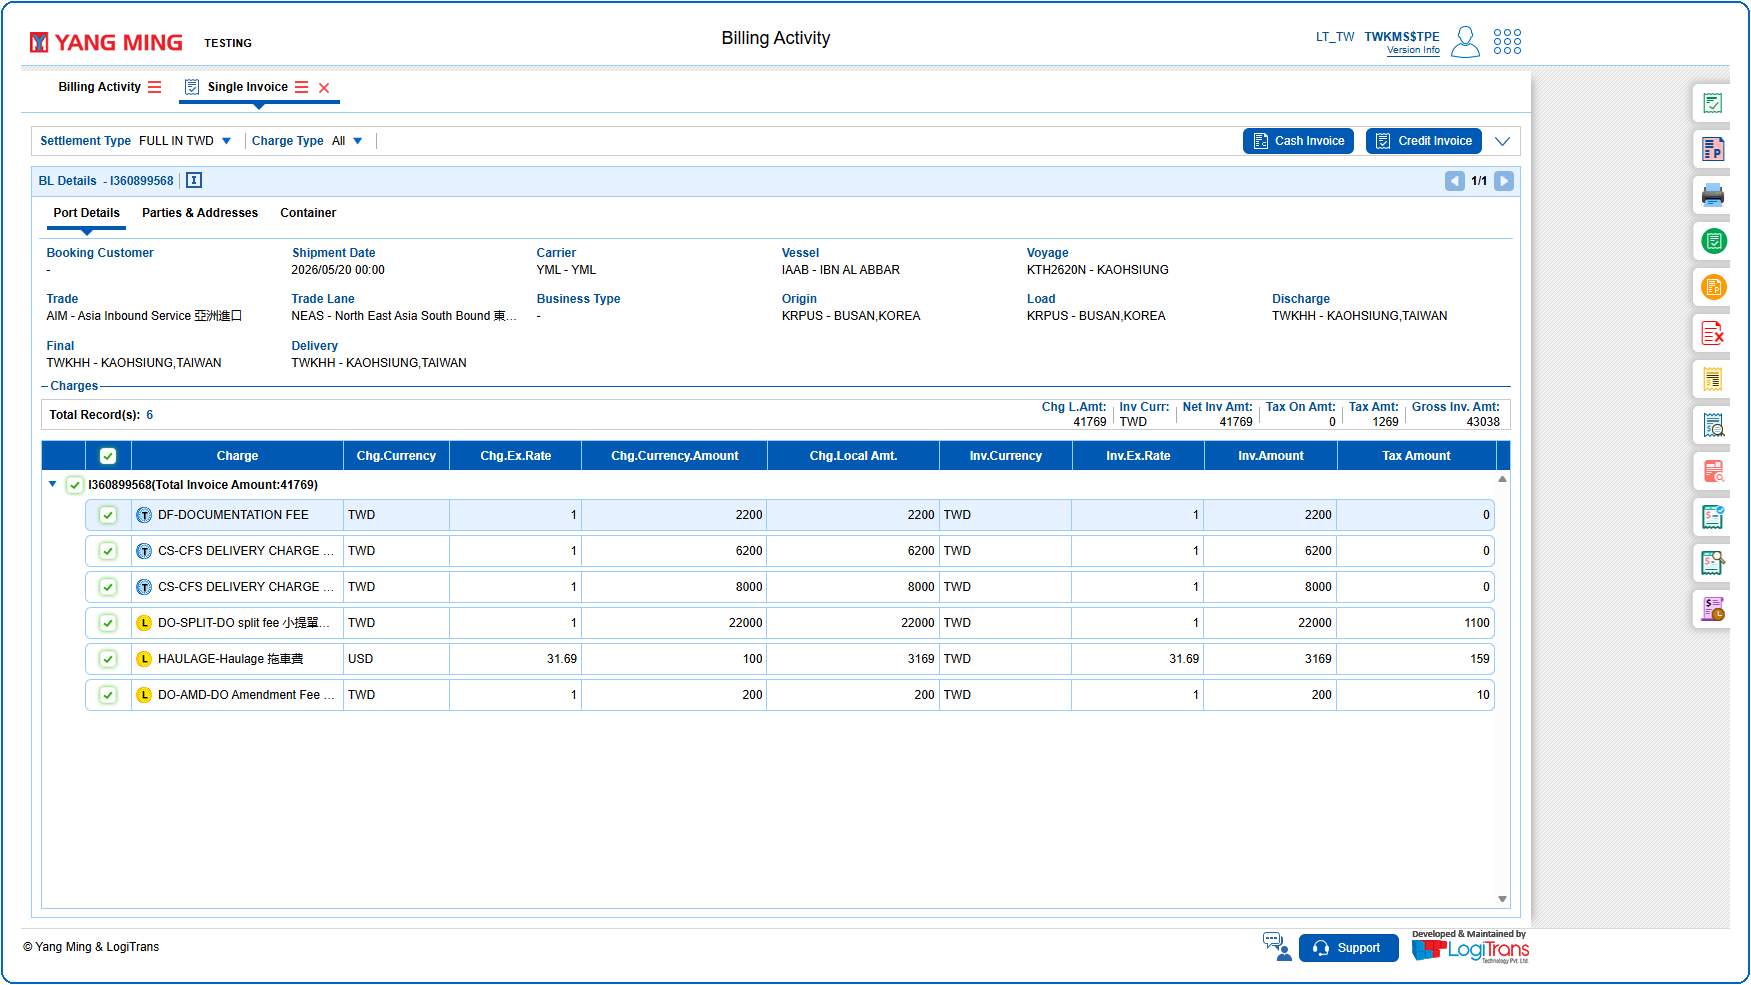 YANG MING TESTING
Billing Activity
LT_TW TWKMS$TPE
Version Info
Billing Activity
Single Invoice
Settlement Type FULL IN TWD Charge Type All
Cash Invoice Credit Invoice
BL Details - I360899568 I
1/1
Port Details Parties & Addresses Container
Booking Customer Shipment Date Carrier Vessel Voyage
- 2026/05/20 00:00 YML - YML IAAB - IBN AL ABBAR KTH2620N - KAOHSIUNG
Trade Trade Lane Business Type Origin Load Discharge
AIM - Asia Inbound Service 亞洲進口 NEAS - North East Asia South Bound 東... - KRPUS - BUSAN,KOREA KRPUS - BUSAN,KOREA TWKHH - KAOHSIUNG,TAIWAN
Final Delivery
TWKHH - KAOHSIUNG,TAIWAN TWKHH - KAOHSIUNG,TAIWAN
Charges
Total Record(s): 6
Chg L.Amt: Inv Curr: Net Inv Amt: Tax On Amt: Tax Amt: Gross Inv. Amt:
41769 TWD 41769 0 1269 43038
Charge Chg.Currency Chg.Ex.Rate Chg.Currency.Amount Chg.Local Amt. Inv.Currency Inv.Ex.Rate Inv.Amount Tax Amount
I360899568(Total Invoice Amount:41769)
T DF-DOCUMENTATION FEE TWD 1 2200 2200 TWD 1 2200 0
T CS-CFS DELIVERY CHARGE ... TWD 1 6200 6200 TWD 1 6200 0
T CS-CFS DELIVERY CHARGE ... TWD 1 8000 8000 TWD 1 8000 0
L DO-SPLIT-DO split fee 小提單... TWD 1 22000 22000 TWD 1 22000 1100
L HAULAGE-Haulage 拖車費 USD 31.69 100 3169 TWD 31.69 3169 159
L DO-AMD-DO Amendment Fee ... TWD 1 200 200 TWD 1 200 10
© Yang Ming & LogiTrans
Support
Developed & Maintained by
LogiTrans
Technology Pvt. Ltd.